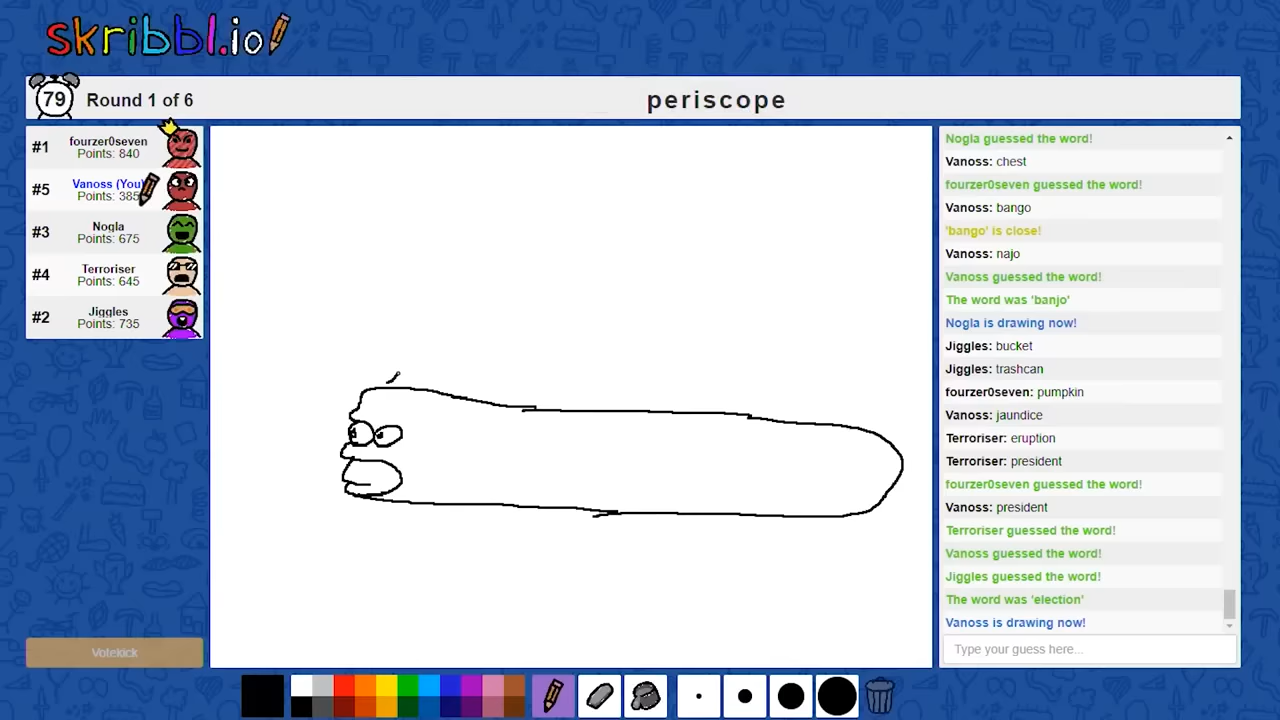 skribbl.io
79
Round 1 of 6
periscope
#1
fourzer0seven
Points: 840
#5
Vanoss (You)
Points: 385
#3
Nogla
Points: 675
#4
Terroriser
Points: 645
#2
Jiggles
Points: 735
Votekick
Nogla guessed the word!
Vanoss: chest
fourzer0seven guessed the word!
Vanoss: bango
'bango' is close!
Vanoss: najo
Vanoss guessed the word!
The word was 'banjo'
Nogla is drawing now!
Jiggles: bucket
Jiggles: trashcan
fourzer0seven: pumpkin
Vanoss: jaundice
Terroriser: eruption
Terroriser: president
fourzer0seven guessed the word!
Vanoss: president
Terroriser guessed the word!
Vanoss guessed the word!
Jiggles guessed the word!
The word was 'election'
Vanoss is drawing now!
Type your guess here...